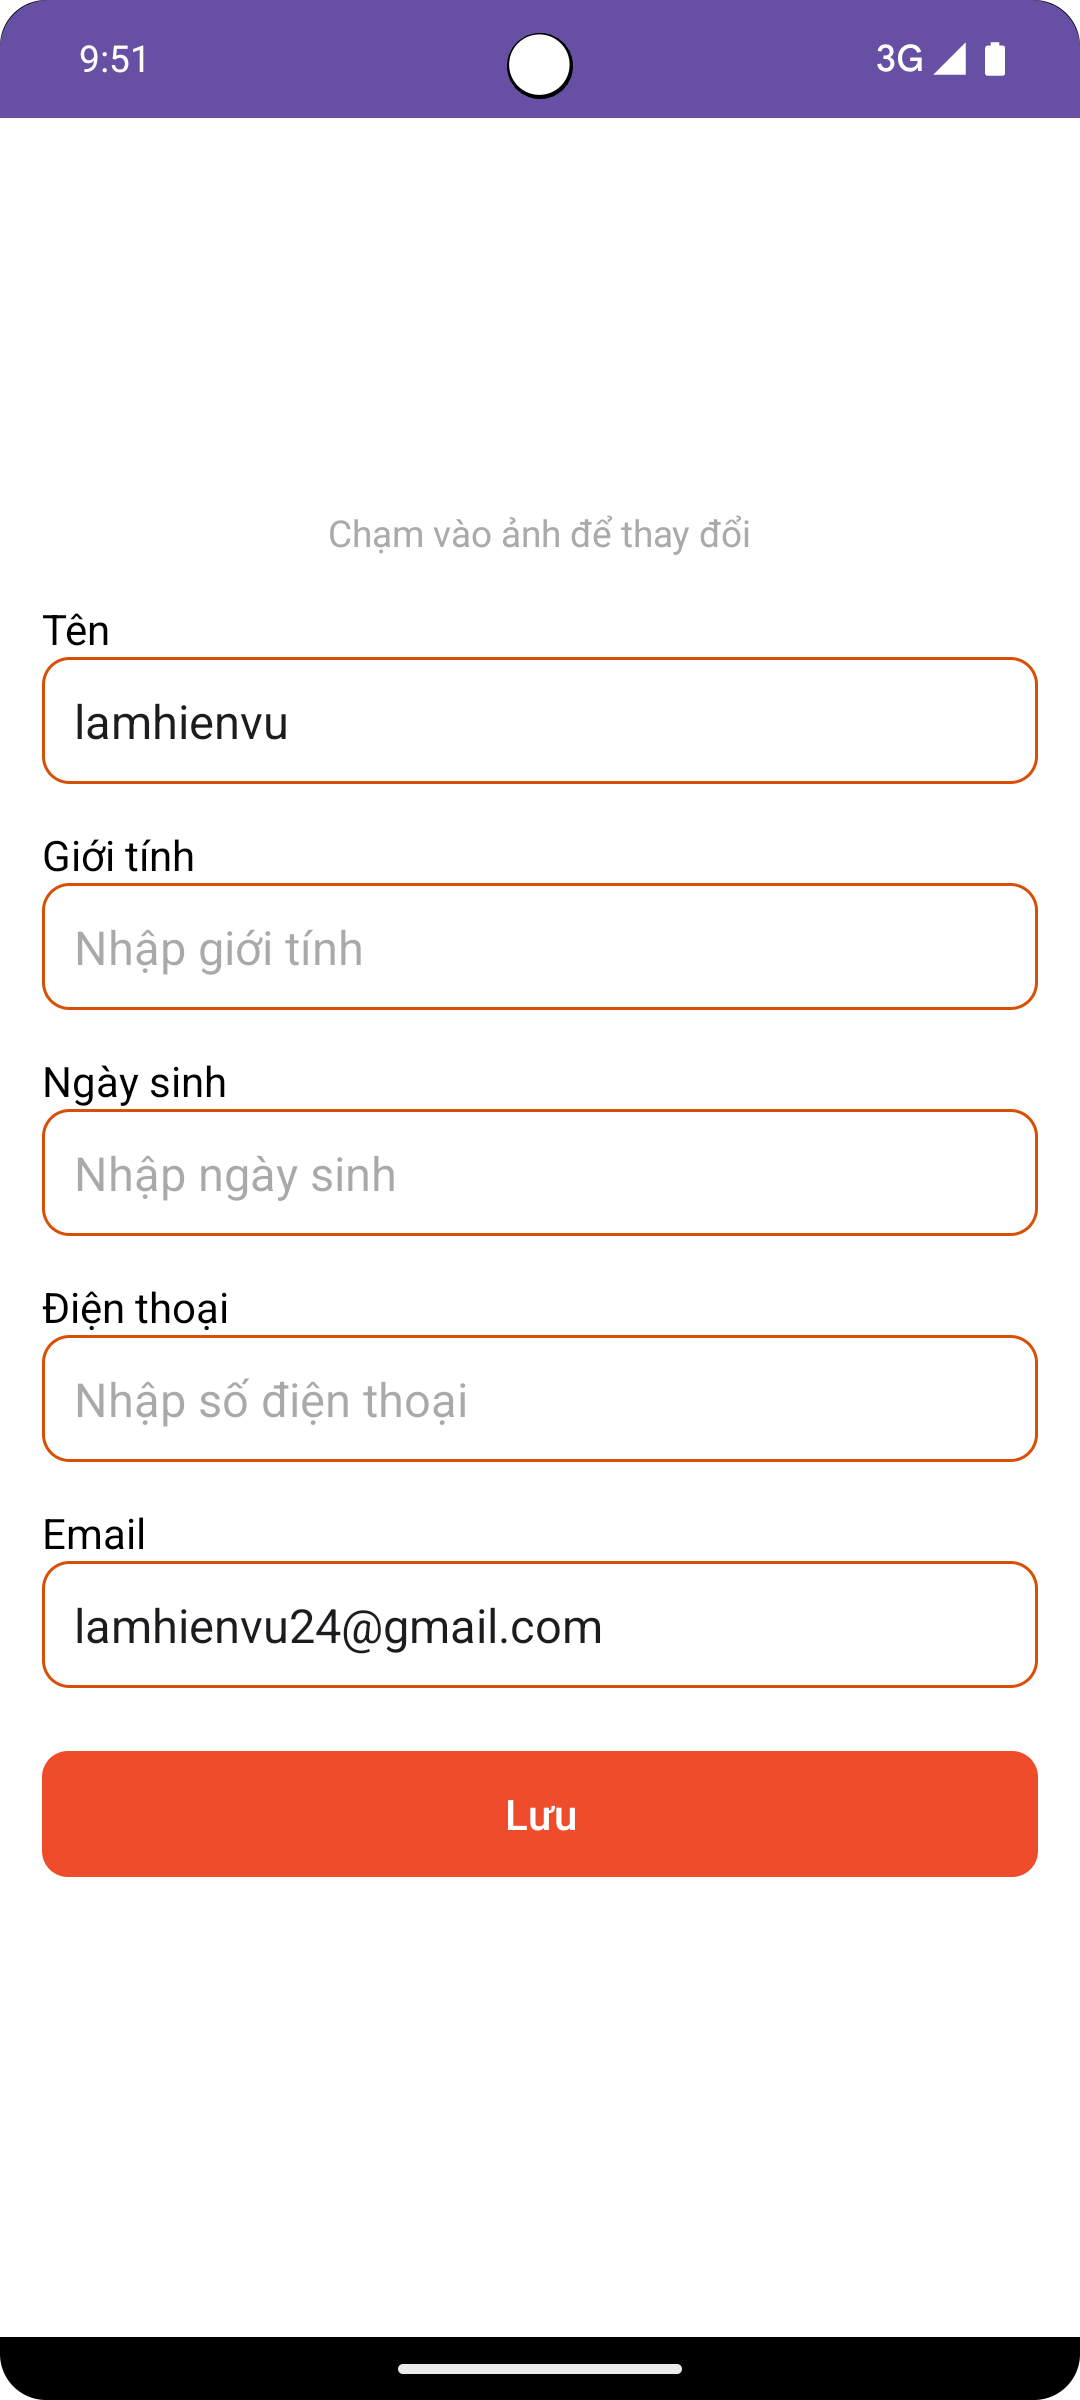 9:51
3G
Chạm vào ảnh để thay đổi
Tên
lamhienvu
Giới tính
Nhập giới tính
Ngày sinh
Nhập ngày sinh
Điện thoại
Nhập số điện thoại
Email
lamhienvu24@gmail.com
Lưu